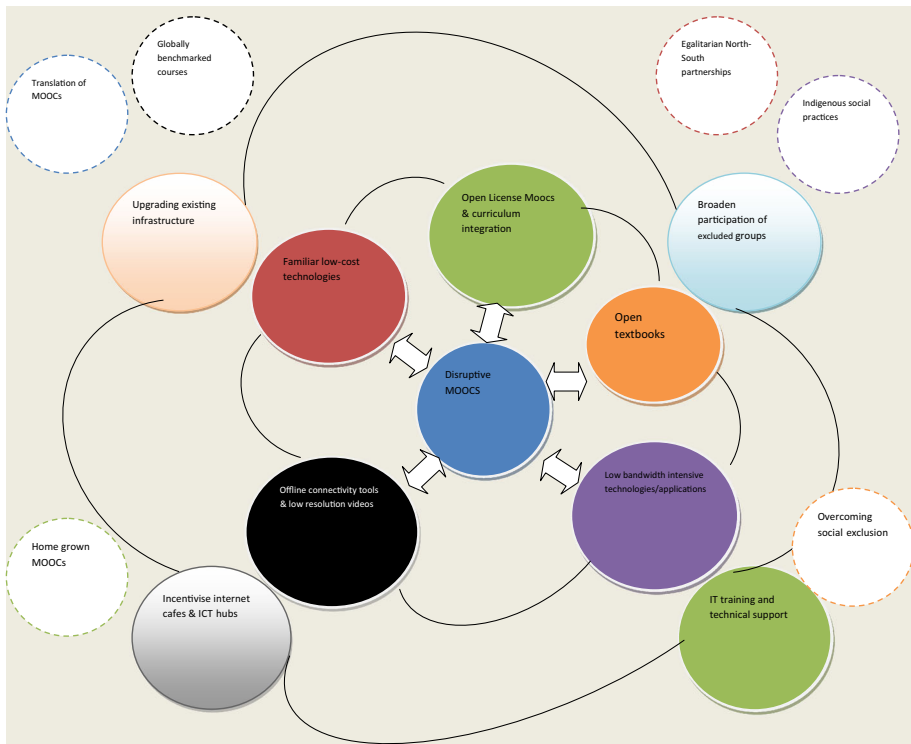 Globally
benchmarked
courses
Translation of
MOOCs
Egalitarian North-
South
partnerships
Indigenous social
practices
Upgrading existing
infrastructure
Open License Moocs
& curriculum
integration
Broaden
participation of
excluded groups
Familiar low-cost
technologies
Open
textbooks
Disruptive
MOOCS
Offline connectivity tools
& low resolution videos
Low bandwidth intensive
technologies/applications
Overcoming
social exclusion
Home grown
MOOCs
Incentivise internet
cafes & ICT hubs
IT training and
technical support